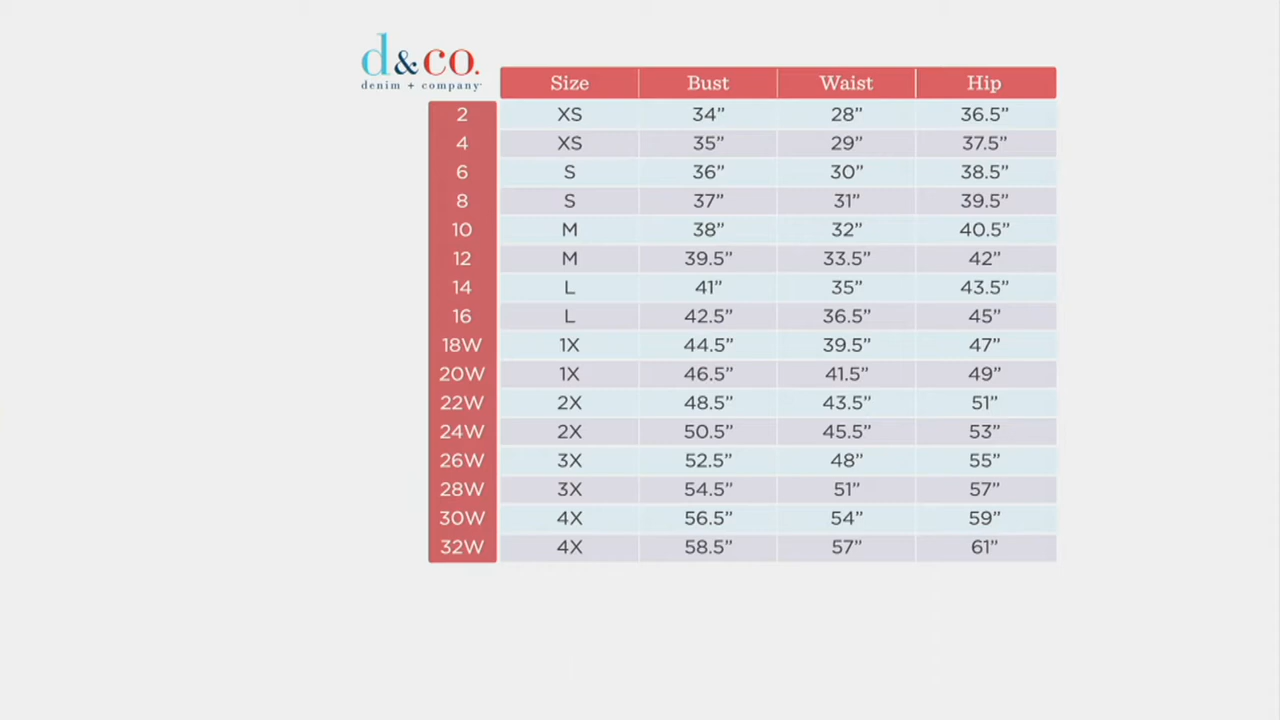 d&co.
denim + company
Size Bust Waist Hip
2 XS 34” 28” 36.5”
4 XS 35” 29” 37.5”
6 S 36” 30” 38.5”
8 S 37” 31” 39.5”
10 M 38” 32” 40.5”
12 M 39.5” 33.5” 42”
14 L 41” 35” 43.5”
16 L 42.5” 36.5” 45”
18W 1X 44.5” 39.5” 47”
20W 1X 46.5” 41.5” 49”
22W 2X 48.5” 43.5” 51”
24W 2X 50.5” 45.5” 53”
26W 3X 52.5” 48” 55”
28W 3X 54.5” 51” 57”
30W 4X 56.5” 54” 59”
32W 4X 58.5” 57” 61”